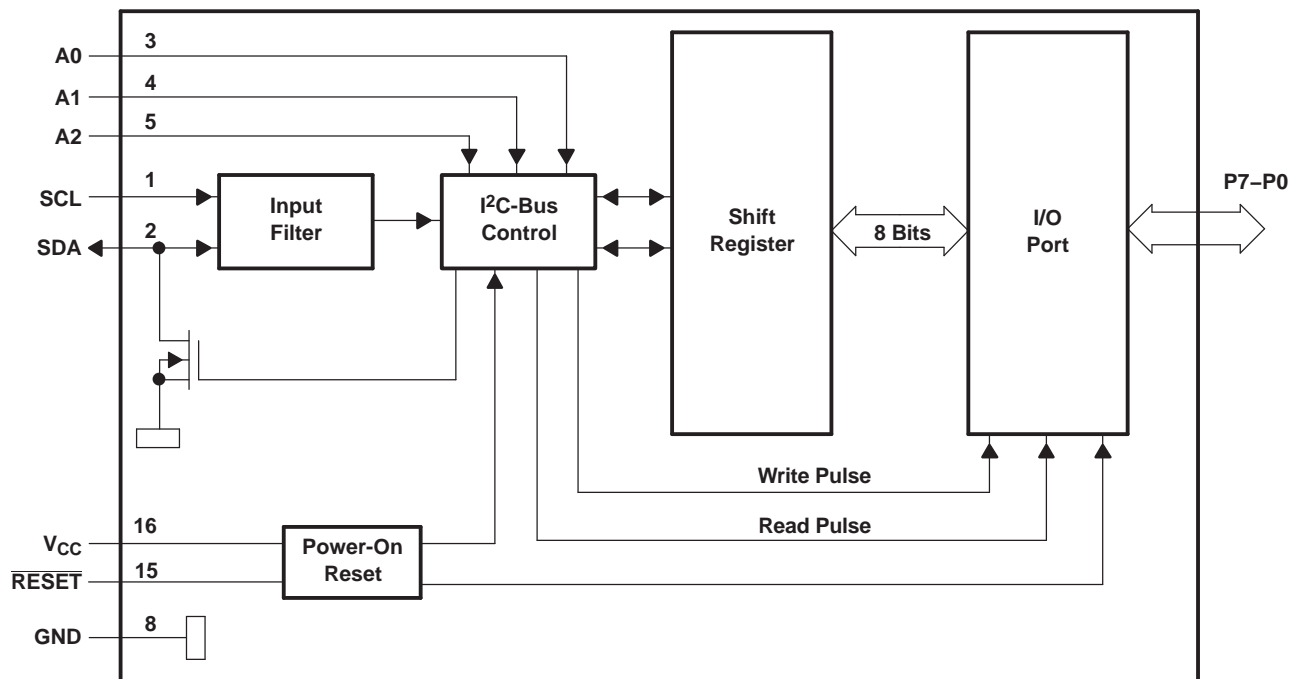 A0
3
A1
4
A2
5
SCL
1
SDA
2
Input
Filter
I²C-Bus
Control
Shift
Register
8 Bits
I/O
Port
P7–P0
Write Pulse
Read Pulse
VCC
16
RESET
15
Power-On
Reset
GND
8